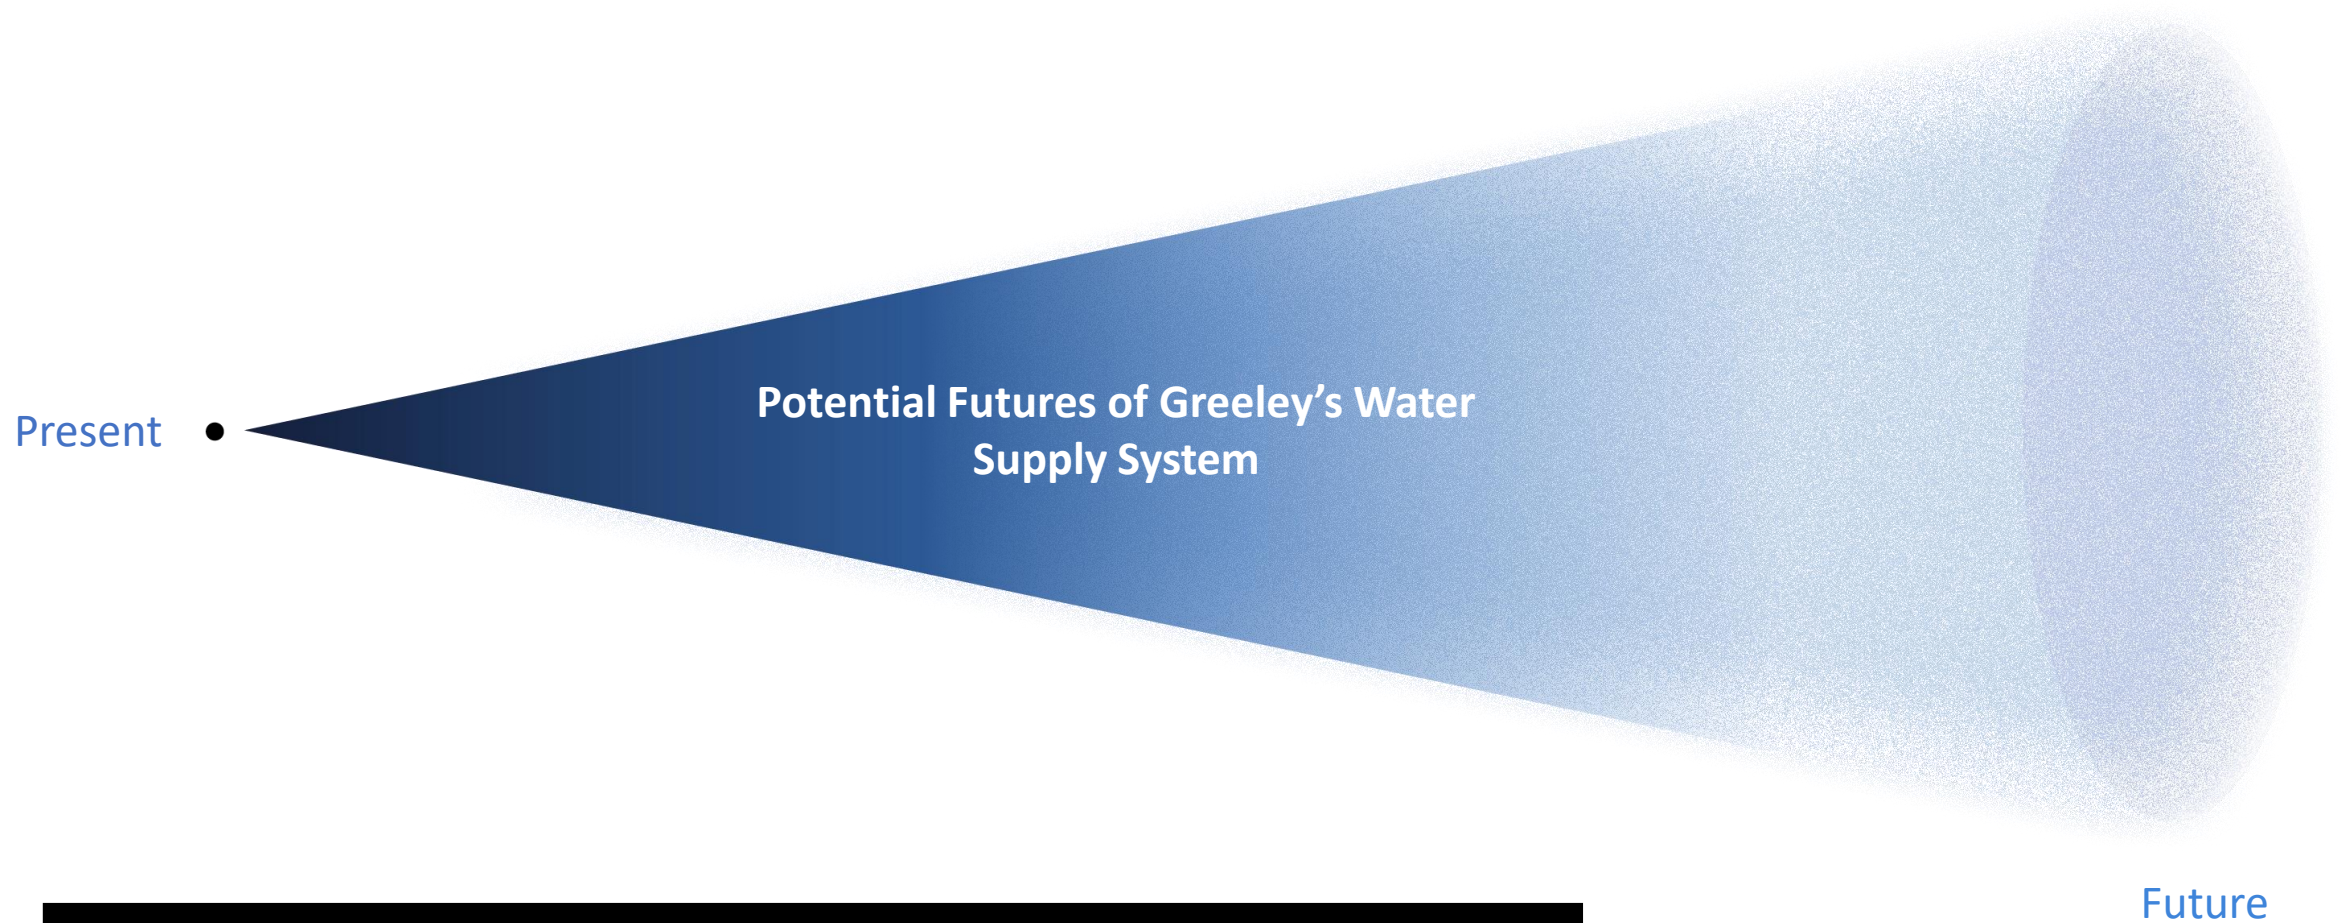 Potential Futures of Greeley’s Water
Supply System
Present
Future